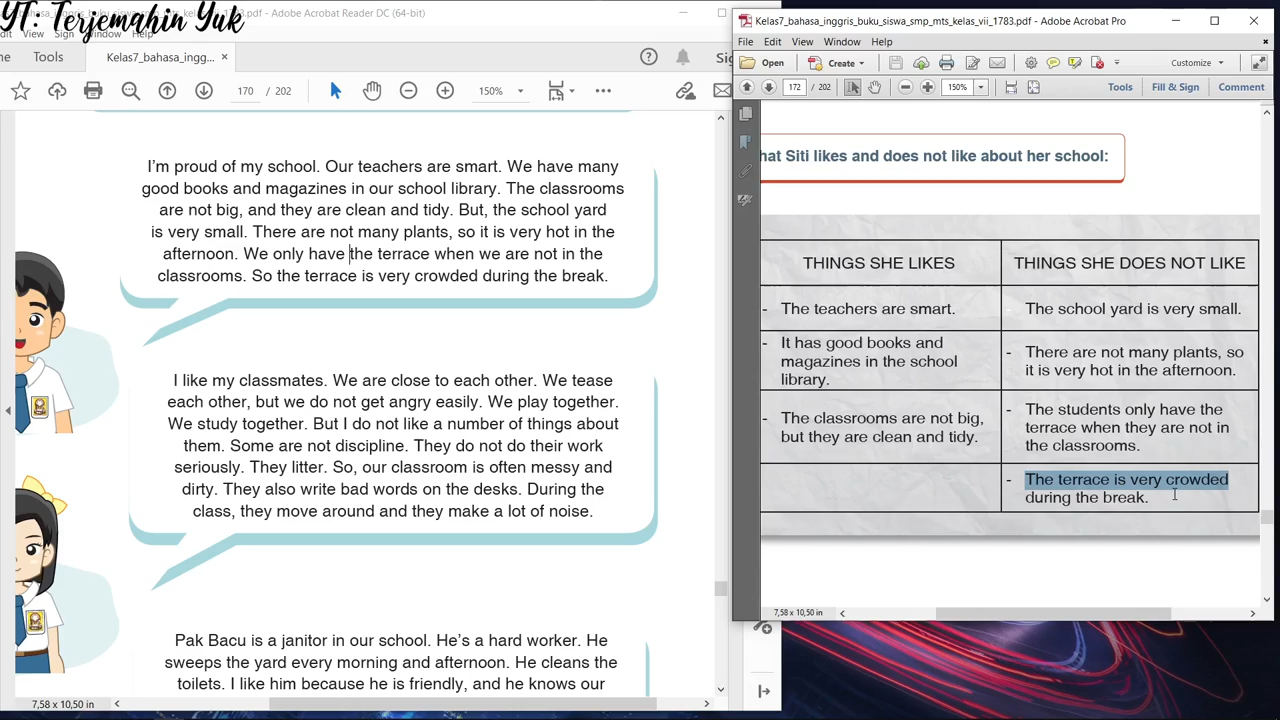 YT: Terjemahin Yuk
_bahasa_inggris_buku_siswa_smp_mts_kelas_vii_1783.pdf - Adobe Acrobat Reader DC (64-bit)
View Sign Window Help
Tools
Kelas7_bahasa_ingg... ×
170 / 202
150%
I'm proud of my school. Our teachers are smart. We have many
good books and magazines in our school library. The classrooms
are not big, and they are clean and tidy. But, the school yard
is very small. There are not many plants, so it is very hot in the
afternoon. We only have the terrace when we are not in the
classrooms. So the terrace is very crowded during the break.
I like my classmates. We are close to each other. We tease
each other, but we do not get angry easily. We play together.
We study together. But I do not like a number of things about
them. Some are not discipline. They do not do their work
seriously. They litter. So, our classroom is often messy and
dirty. They also write bad words on the desks. During the
class, they move around and they make a lot of noise.
Pak Bacu is a janitor in our school. He's a hard worker. He
sweeps the yard every morning and afternoon. He cleans the
toilets. I like him because he is friendly, and he knows our
7,58 x 10,50 in
Kelas7_bahasa_inggris_buku_siswa_smp_mts_kelas_vii_1783.pdf - Adobe Acrobat Pro
File Edit View Window Help
Open Create Customize
172 / 202 150% Tools Fill & Sign Comment
hat Siti likes and does not like about her school:
THINGS SHE LIKES
THINGS SHE DOES NOT LIKE
- The teachers are smart.
- The school yard is very small.
- It has good books and
magazines in the school
library.
- There are not many plants, so
it is very hot in the afternoon.
- The classrooms are not big,
but they are clean and tidy.
- The students only have the
terrace when they are not in
the classrooms.
- The terrace is very crowded
during the break.
7,58 x 10,50 in